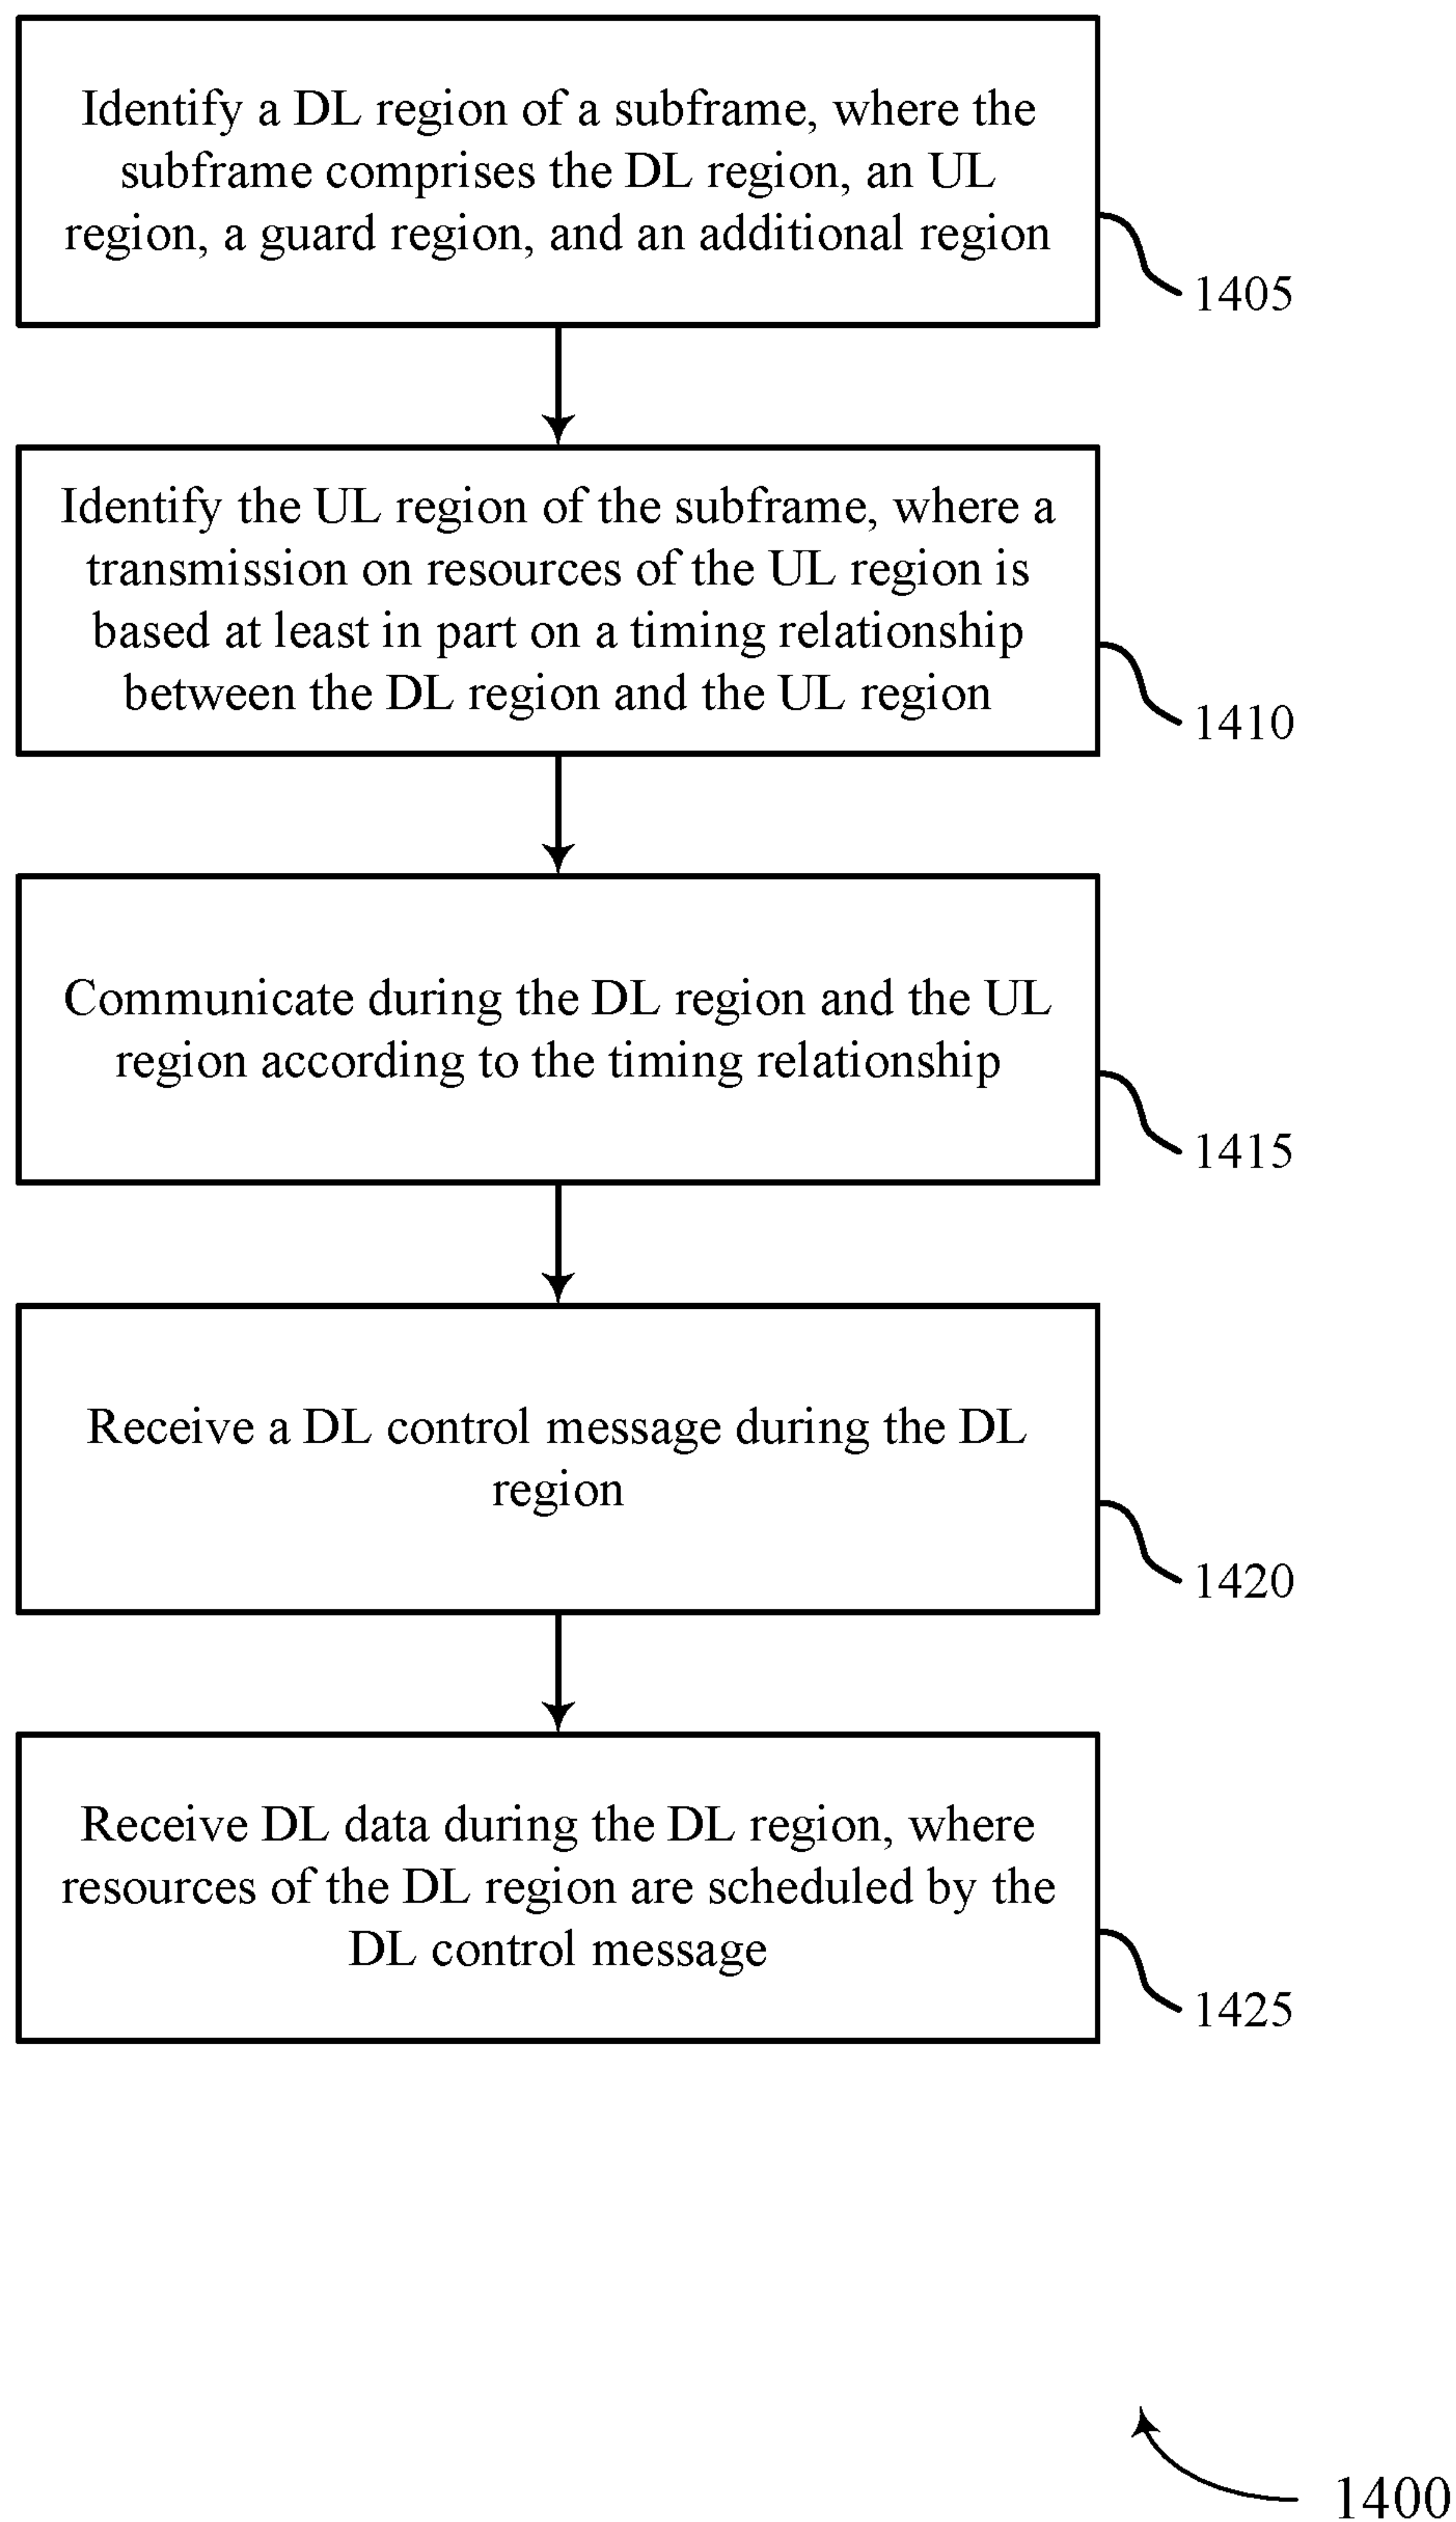 Identify a DL region of a subframe, where the
subframe comprises the DL region, an UL
region, a guard region, and an additional region
1405
Identify the UL region of the subframe, where a
transmission on resources of the UL region is
based at least in part on a timing relationship
between the DL region and the UL region
1410
Communicate during the DL region and the UL
region according to the timing relationship
1415
Receive a DL control message during the DL
region
1420
Receive DL data during the DL region, where
resources of the DL region are scheduled by the
DL control message
1425
1400